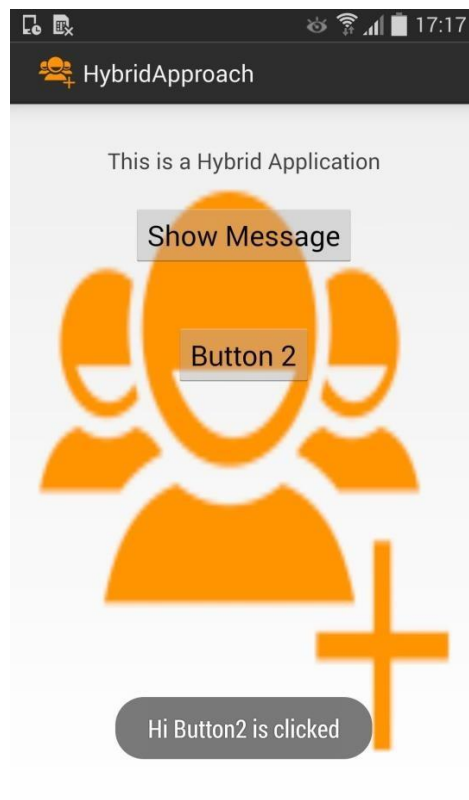 17:17
HybridApproach
This is a Hybrid Application
Show Message
Button 2
Hi Button2 is clicked